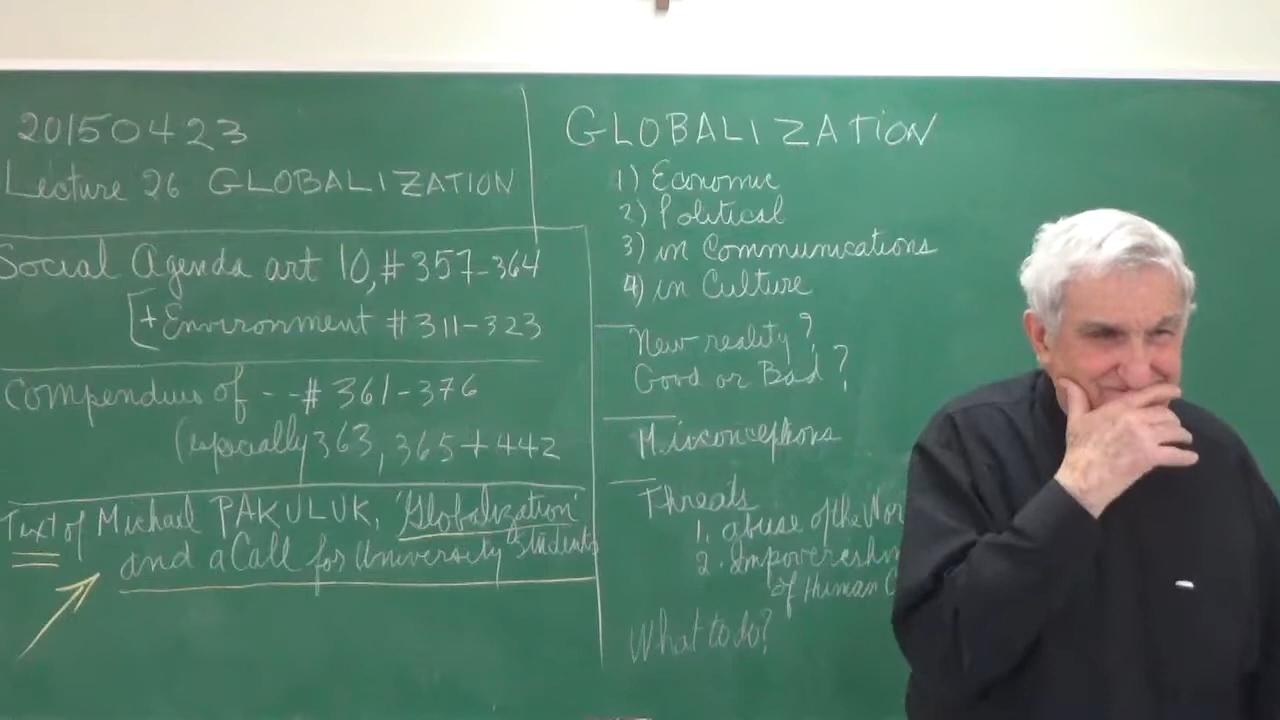 20150423
Lecture 26 GLOBALIZATION
Social Agenda art 10, # 357-364
[+Environment # 311-323
Compendium of --# 361-376
(especially 363, 365+442
Text of Michael PAKULUK, 'Globalization'
and a Call for University Students
GLOBALIZATION
1) Economic
2) Political
3) in Communications
4) in Culture
New reality?
Good or Bad?
Misconceptions
Threats
1. abuse of the
2.
of Human
What to do?